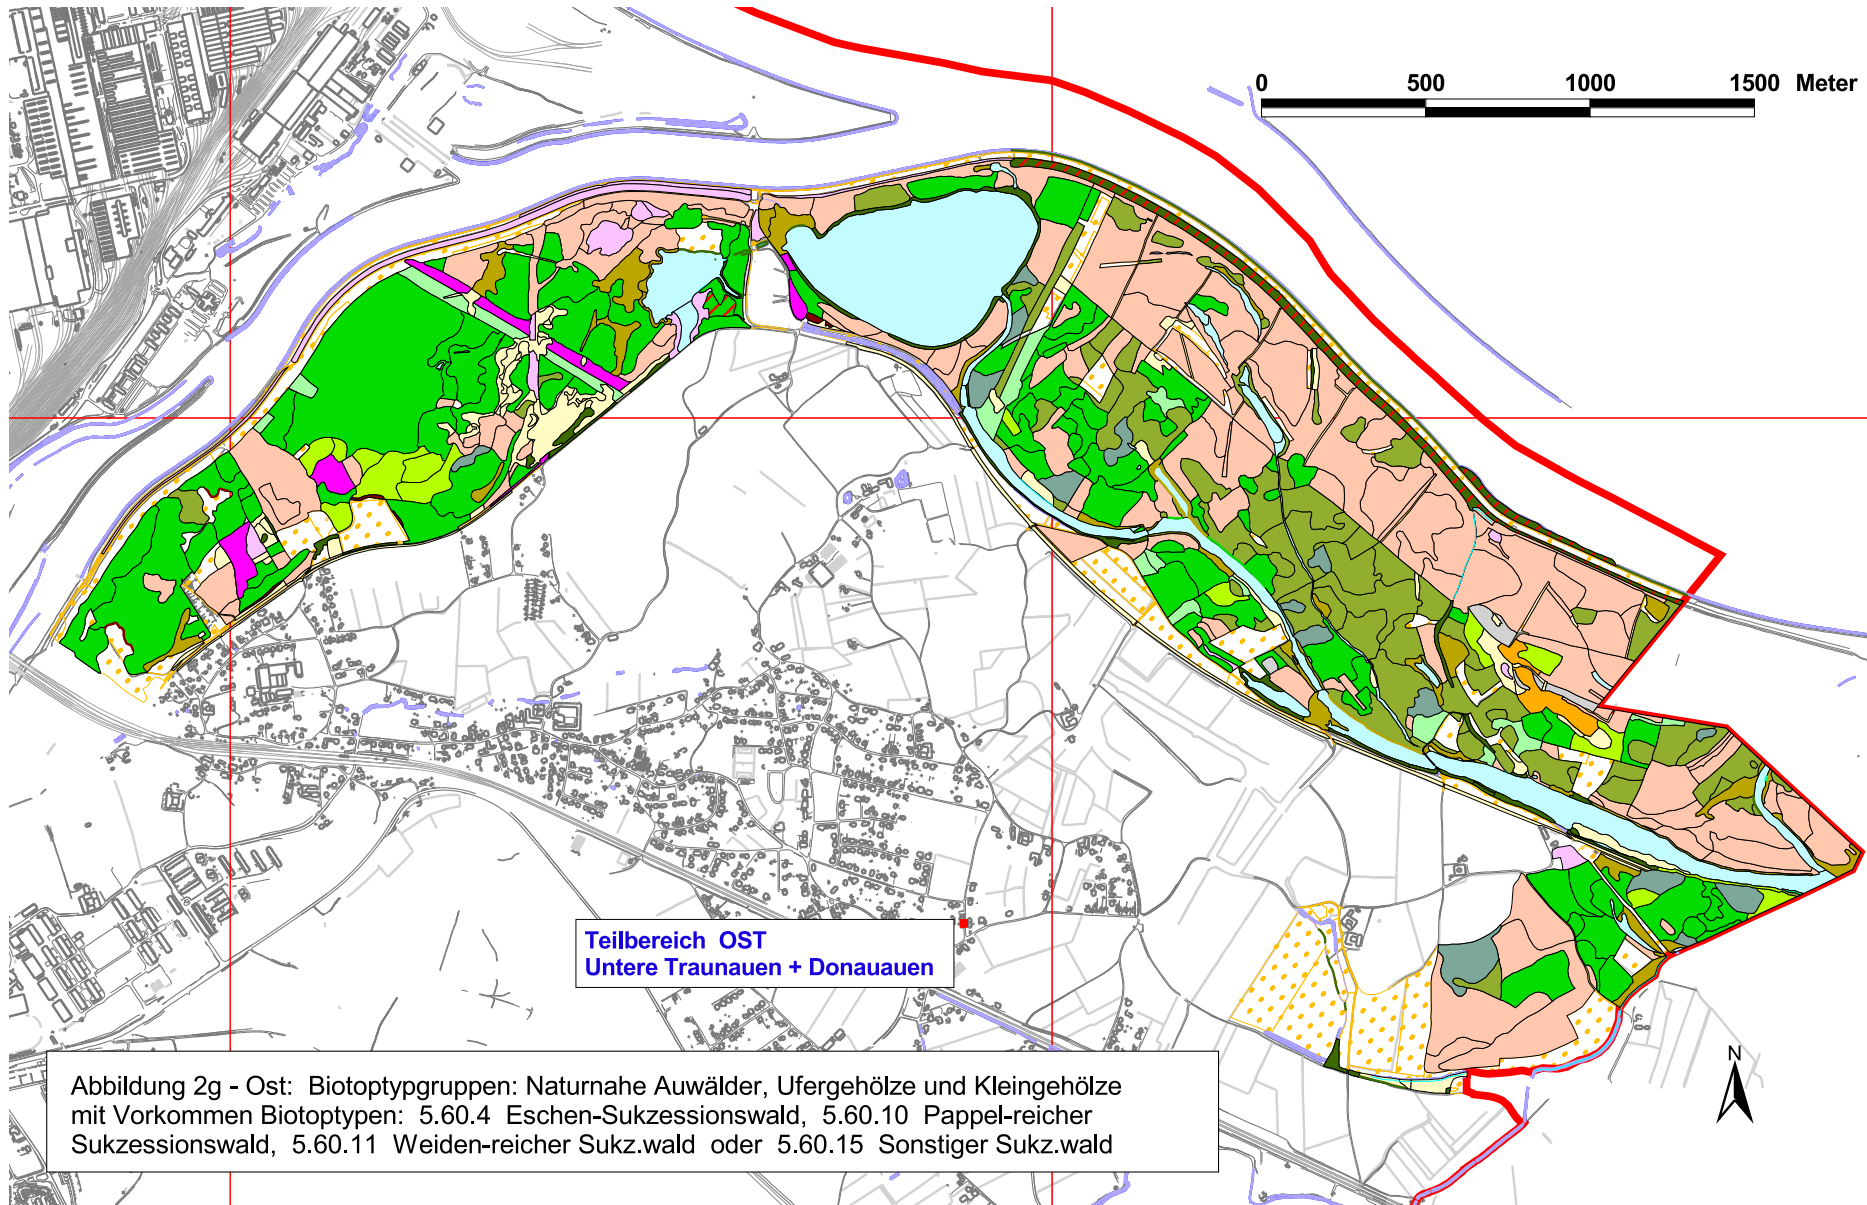 0 500 1000 1500 Meter
Teilbereich OST
Untere Traunauen + Donauauen
N
Abbildung 2g - Ost: Biotoptypgruppen: Naturnahe Auwälder, Ufergehölze und Kleingehölze
mit Vorkommen Biotoptypen: 5.60.4 Eschen-Sukzessionswald, 5.60.10 Pappel-reicher
Sukzessionswald, 5.60.11 Weiden-reicher Sukz.wald oder 5.60.15 Sonstiger Sukz.wald